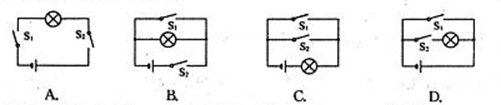 S₁ S₂ S₁ S₂ S₁ S₂ S₁ S₂
A. B. C. D.